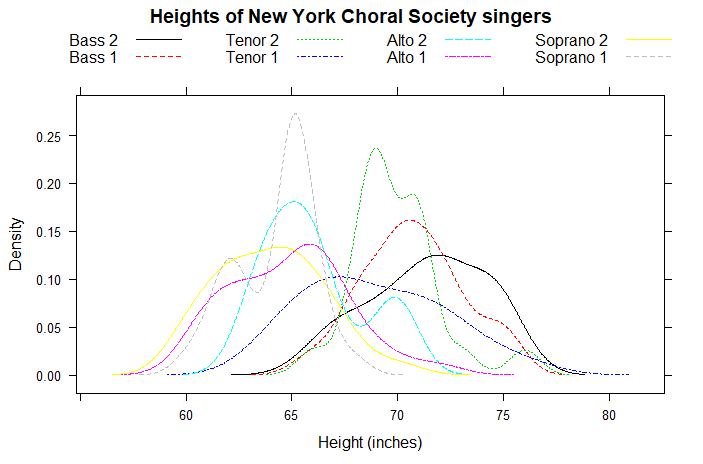 Heights of New York Choral Society singers
Bass 2 Tenor 2 Alto 2 Soprano 2
Bass 1 Tenor 1 Alto 1 Soprano 1
0.25
0.20
0.15
0.10
0.05
0.00
Density
60 65 70 75 80
Height (inches)